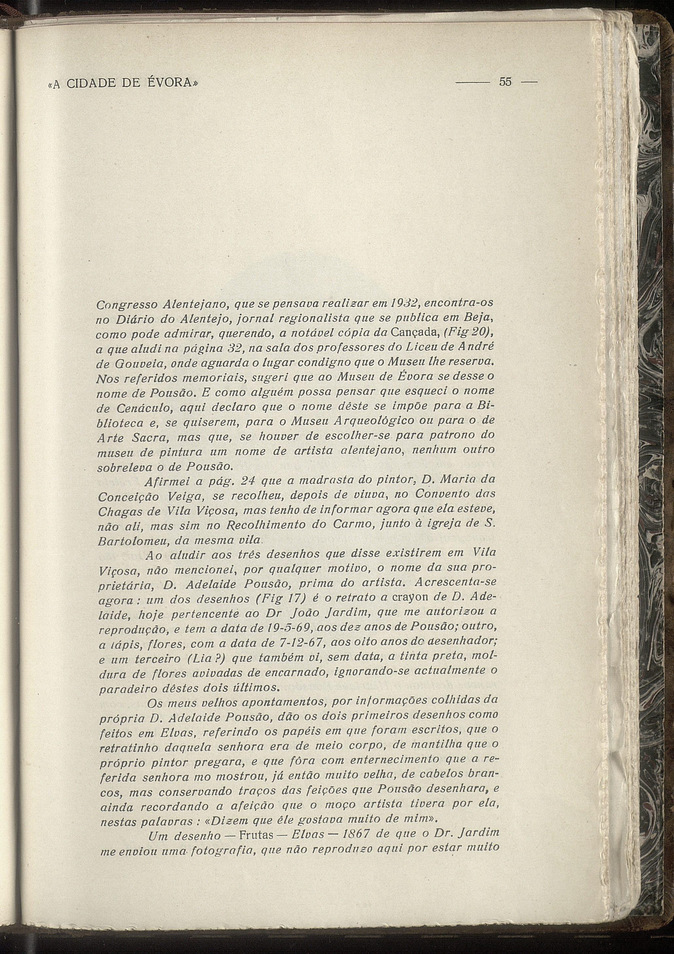 «A CIDADE DE ÉVORA» —— 55 —
Congresso Alentejano, que se pensava realizar em 1932, encontra-os
no Diário do Alentejo, jornal regionalista que se publica em Beja,
como pode admirar, querendo, a notável cópia da Cançada, (Fig 20),
a que aludi na página 32, na sala dos professores do Liceu de André
de Gouveia, onde aguarda o lugar condigno que o Museu lhe reserva.
Nos referidos memoriais, sugeri que ao Museu de Évora se desse o
nome de Pousão. E como alguém possa pensar que esqueci o nome
de Cenáculo, aqui declaro que o nome dêste se impõe para a Bi-
blioteca e, se quiserem, para o Museu Arqueológico ou para o de
Arte Sacra, mas que, se houver de escolher-se para patrono do
museu de pintura um nome de artista alentejano, nenhum outro
sobreleva o de Pousão.
Afirmei a pág. 24 que a madrasta do pintor, D. Maria da
Conceição Veiga, se recolheu, depois de viuva, no Convento das
Chagas de Vila Viçosa, mas tenho de informar agora que ela esteve,
não ali, mas sim no Recolhimento do Carmo, junto à igreja de S.
Bartolomeu, da mesma vila
Ao aludir aos três desenhos que disse existirem em Vila
Viçosa, não mencionei, por qualquer motivo, o nome da sua pro-
prietária, D. Adelaide Pousão, prima do artista. Acrescenta-se
agora: um dos desenhos (Fig 17) é o retrato a crayon de D. Ade-
laide, hoje pertencente ao Dr João Jardim, que me autorizou a
reprodução, e tem a data de 19-5-69, aos dez anos de Pousão; outro,
a lápis, flores, com a data de 7-12-67, aos oito anos do desenhador;
e um terceiro (Lia?) que também vi, sem data, a tinta preta, mol-
dura de flores avivadas de encarnado, ignorando-se actualmente o
paradeiro dêstes dois últimos.
Os meus velhos apontamentos, por informações colhidas da
própria D. Adelaide Pousão, dão os dois primeiros desenhos como
feitos em Elvas, referindo os papéis em que foram escritos, que o
retratinho daquela senhora era de meio corpo, de mantilha que o
próprio pintor pregara, e que fôra com enternecimento que a re-
ferida senhora mo mostrou, já então muito velha, de cabelos bran-
cos, mas conservando traços das feições que Pousão desenhara, e
ainda recordando a afeição que o moço artista tivera por ela,
nestas palavras: «Dizem que êle gostava muito de mim».
Um desenho — Frutas — Elvas — 1867 de que o Dr. Jardim
me enviou uma fotografia, que não reproduzo aqui por estar muito